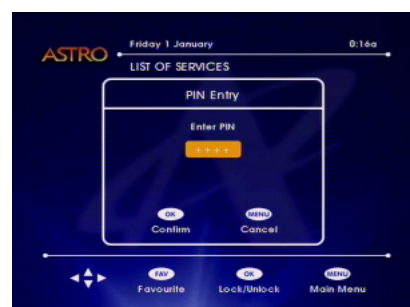 ASTRO
Friday 1 January 0:16a
LIST OF SERVICES
PIN Entry
Enter PIN
++++
OK MENU
Confirm Cancel
FAV OK MENU
Favourite Lock/Unlock Main Menu